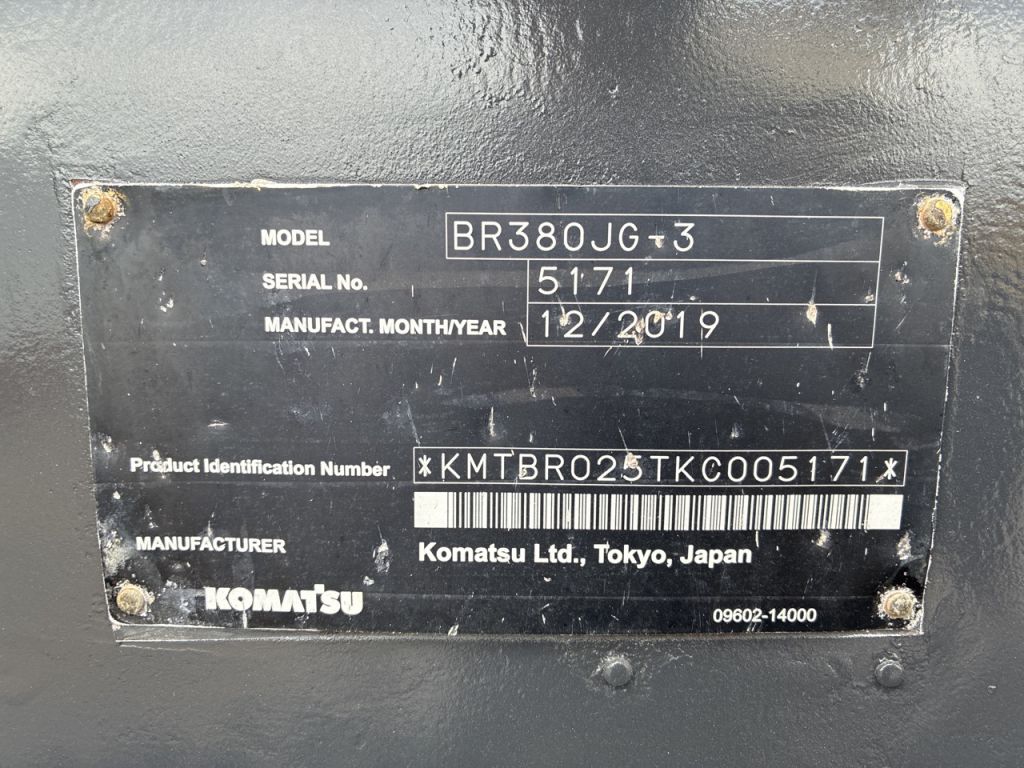 MODEL BR380JG-3
SERIAL No. 5171
MANUFACT. MONTH/YEAR 12/2019
Product Identification Number *KMTBR025TKC005171*
MANUFACTURER Komatsu Ltd., Tokyo, Japan
KOMATSU
09602-14000